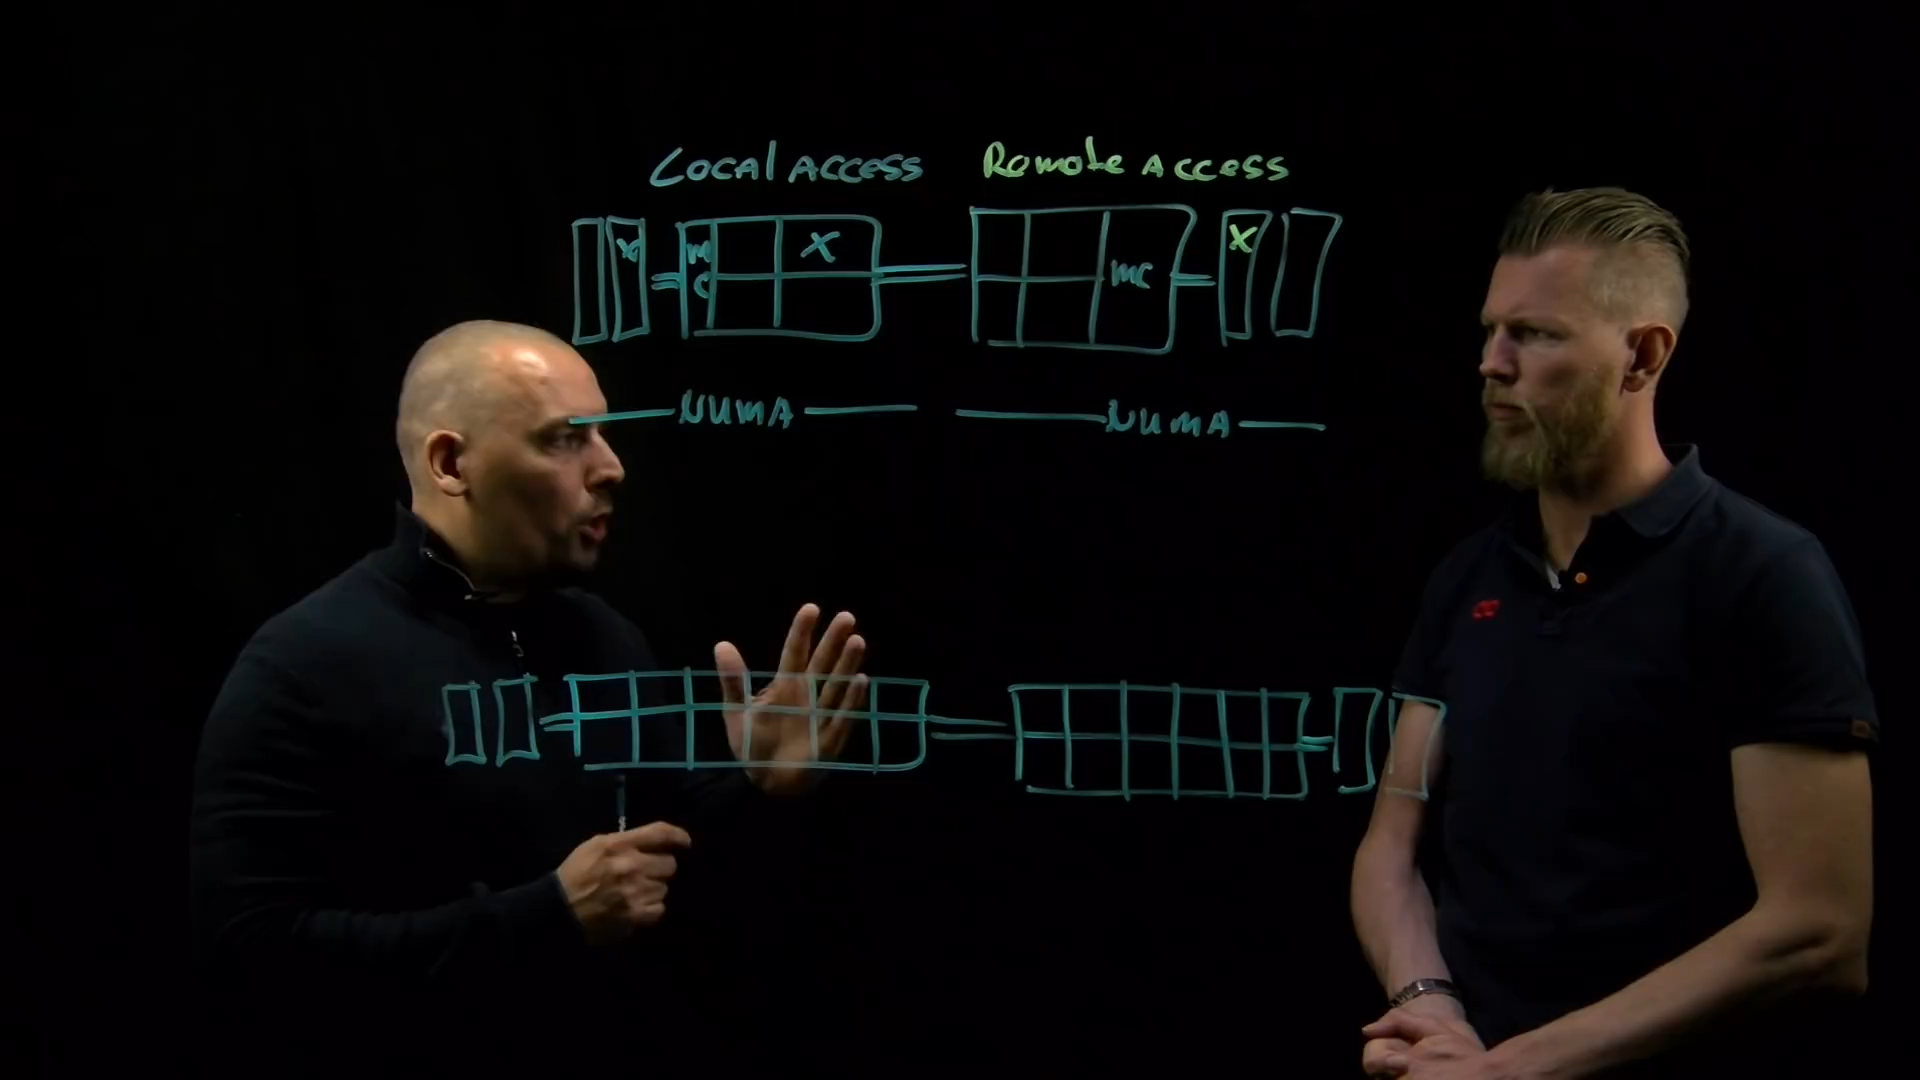 Local Access Remote Access
x m x x
c mc
NUMA NUMA